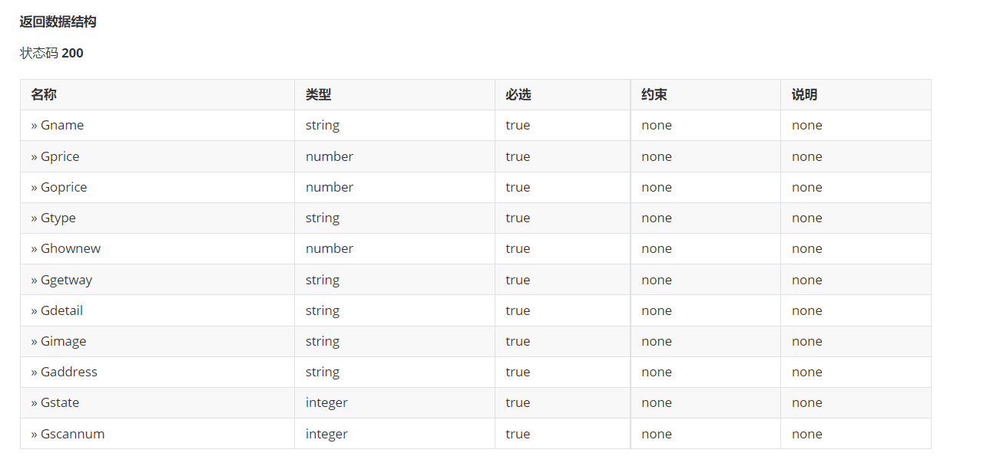 返回数据结构
状态码 200
名称 类型 必选 约束 说明
» Gname string true none none
» Gprice number true none none
» Goprice number true none none
» Gtype string true none none
» Ghownew number true none none
» Ggetway string true none none
» Gdetail string true none none
» Gimage string true none none
» Gaddress string true none none
» Gstate integer true none none
» Gscannum integer true none none